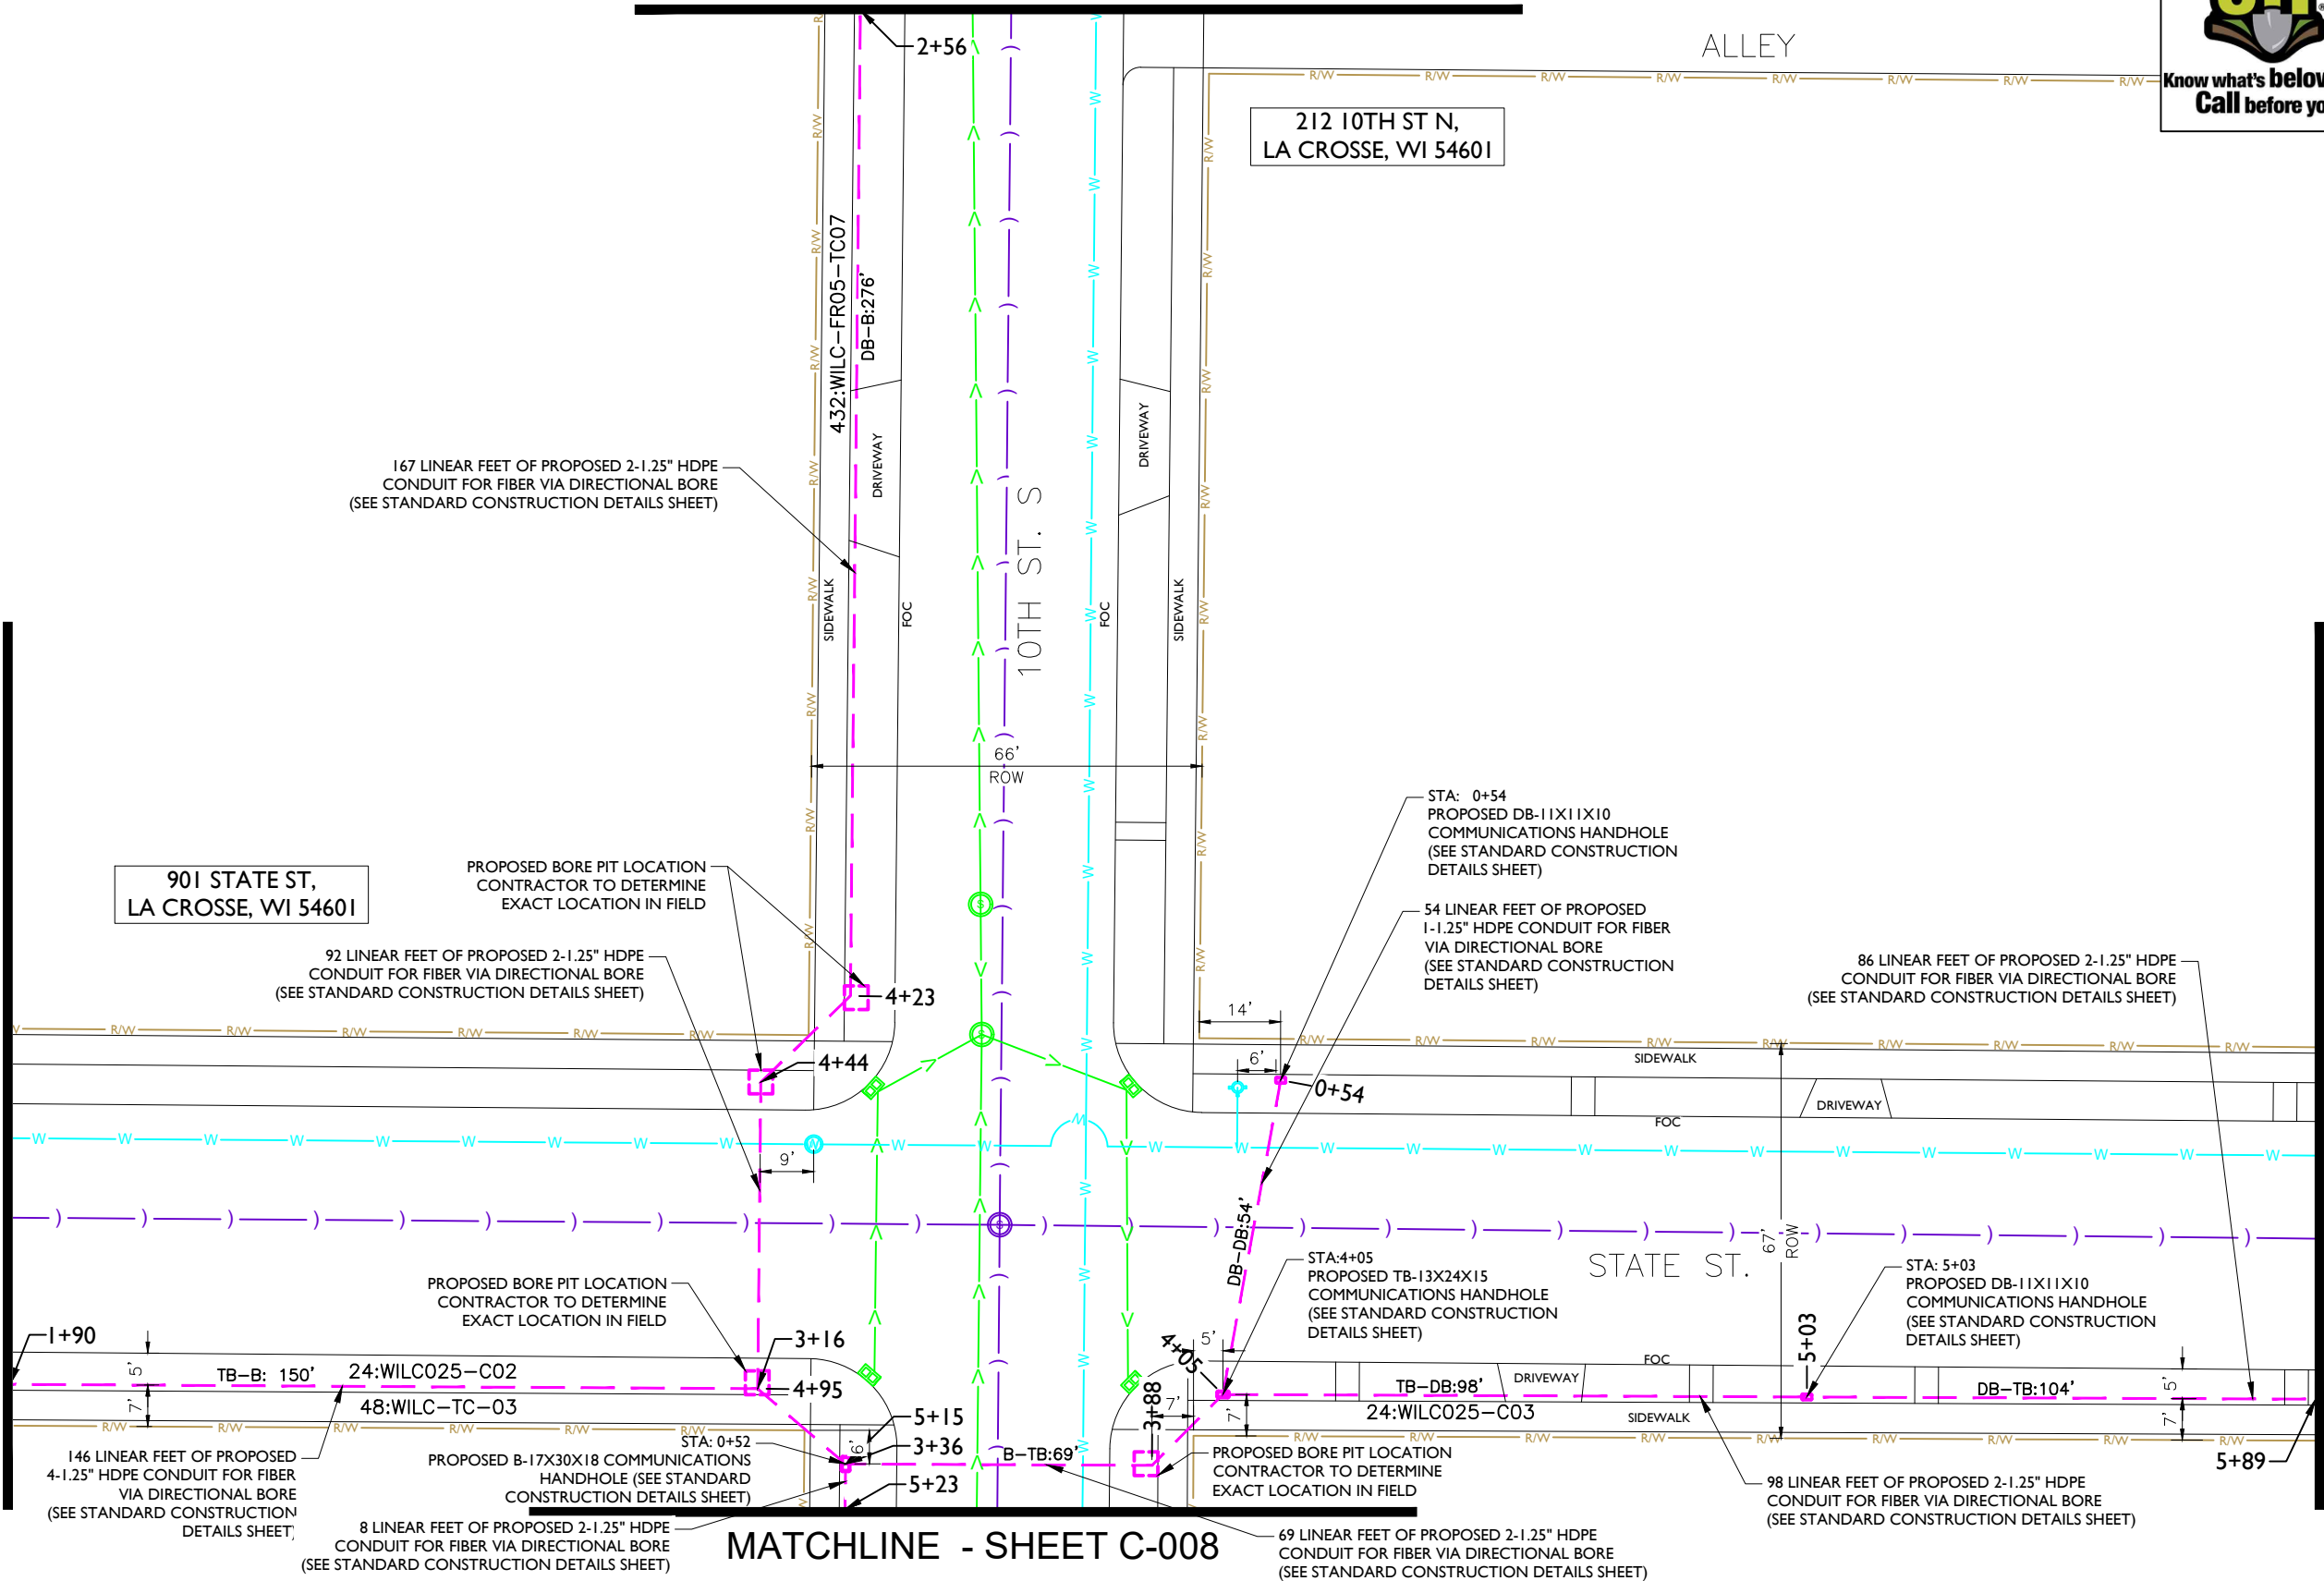 2+56
ALLEY
Know what's below
Call before yo
212 10TH ST N,
LA CROSSE, WI 54601
432:WILC-FR05-TC07
DB-B:276'
DRIVEWAY
DRIVEWAY
167 LINEAR FEET OF PROPOSED 2-1.25" HDPE
CONDUIT FOR FIBER VIA DIRECTIONAL BORE
(SEE STANDARD CONSTRUCTION DETAILS SHEET)
10TH ST. S
SIDEWALK
FOC
FOC
SIDEWALK
66'
ROW
STA: 0+54
PROPOSED DB-11X11X10
COMMUNICATIONS HANDHOLE
(SEE STANDARD CONSTRUCTION
DETAILS SHEET)
901 STATE ST,
LA CROSSE, WI 54601
PROPOSED BORE PIT LOCATION
CONTRACTOR TO DETERMINE
EXACT LOCATION IN FIELD
54 LINEAR FEET OF PROPOSED
1-1.25" HDPE CONDUIT FOR FIBER
VIA DIRECTIONAL BORE
(SEE STANDARD CONSTRUCTION
DETAILS SHEET)
92 LINEAR FEET OF PROPOSED 2-1.25" HDPE
CONDUIT FOR FIBER VIA DIRECTIONAL BORE
(SEE STANDARD CONSTRUCTION DETAILS SHEET)
86 LINEAR FEET OF PROPOSED 2-1.25" HDPE
CONDUIT FOR FIBER VIA DIRECTIONAL BORE
(SEE STANDARD CONSTRUCTION DETAILS SHEET)
4+23
14'
4+44
6'
0+54
SIDEWALK
DRIVEWAY
FOC
9'
DB-DB:54'
67'
ROW
STATE ST.
PROPOSED BORE PIT LOCATION
CONTRACTOR TO DETERMINE
EXACT LOCATION IN FIELD
STA:4+05
PROPOSED TB-13X24X15
COMMUNICATIONS HANDHOLE
(SEE STANDARD CONSTRUCTION
DETAILS SHEET)
STA: 5+03
PROPOSED DB-11X11X10
COMMUNICATIONS HANDHOLE
(SEE STANDARD CONSTRUCTION
DETAILS SHEET)
1+90
3+16
4+05
5'
5+03
FOC
5'
TB-B: 150'
24:WILC025-C02
4+95
3+88
TB-DB:98'
DRIVEWAY
DB-TB:104'
5'
7'
48:WILC-TC-03
7'
7'
24:WILC025-C03
SIDEWALK
7'
5+15
6'
3+36
B-TB:69'
5+23
5+89
146 LINEAR FEET OF PROPOSED
4-1.25" HDPE CONDUIT FOR FIBER
VIA DIRECTIONAL BORE
(SEE STANDARD CONSTRUCTION
DETAILS SHEET)
STA: 0+52
PROPOSED B-17X30X18 COMMUNICATIONS
HANDHOLE (SEE STANDARD
CONSTRUCTION DETAILS SHEET)
PROPOSED BORE PIT LOCATION
CONTRACTOR TO DETERMINE
EXACT LOCATION IN FIELD
98 LINEAR FEET OF PROPOSED 2-1.25" HDPE
CONDUIT FOR FIBER VIA DIRECTIONAL BORE
(SEE STANDARD CONSTRUCTION DETAILS SHEET)
8 LINEAR FEET OF PROPOSED 2-1.25" HDPE
CONDUIT FOR FIBER VIA DIRECTIONAL BORE
(SEE STANDARD CONSTRUCTION DETAILS SHEET)
MATCHLINE - SHEET C-008
69 LINEAR FEET OF PROPOSED 2-1.25" HDPE
CONDUIT FOR FIBER VIA DIRECTIONAL BORE
(SEE STANDARD CONSTRUCTION DETAILS SHEET)